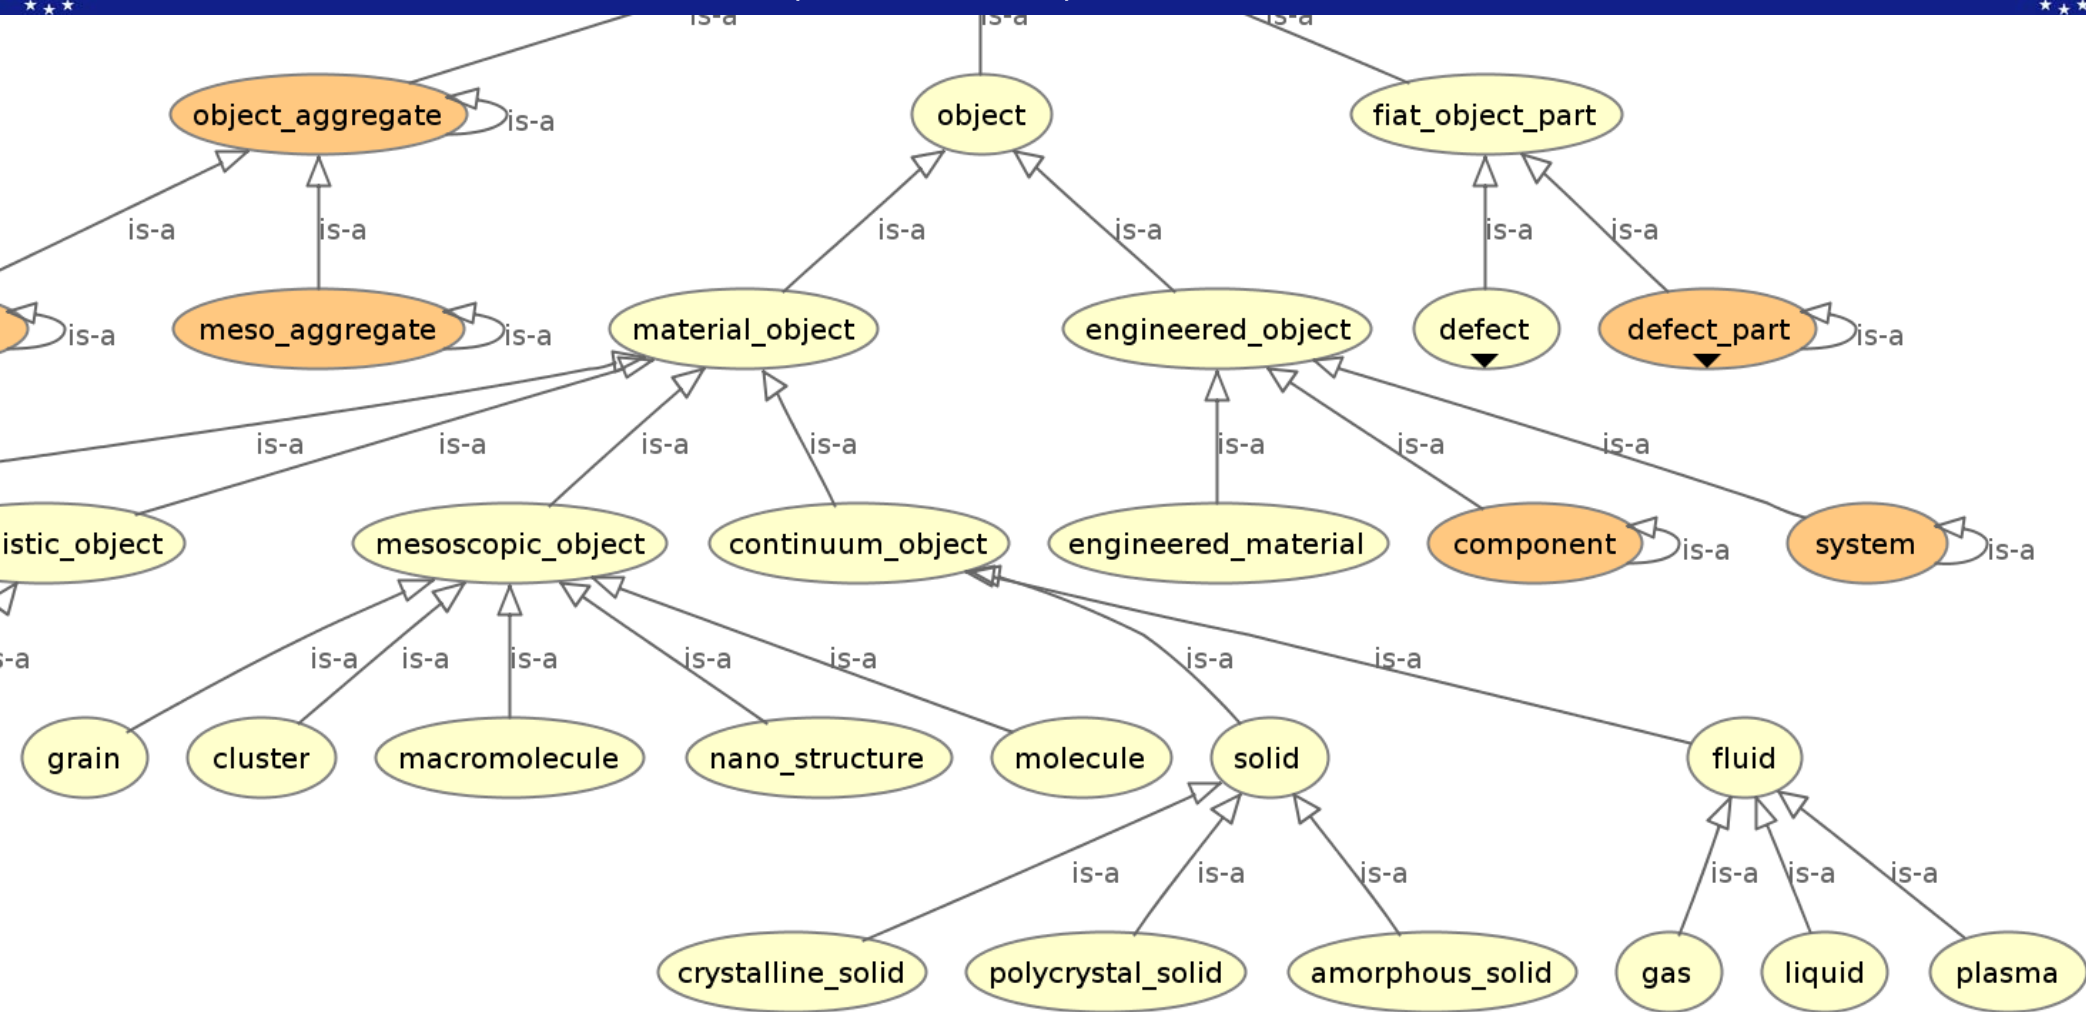 is-a is-a is-a
object_aggregate is-a object fiat_object_part
is-a is-a is-a is-a is-a is-a
is-a meso_aggregate is-a material_object engineered_object defect defect_part is-a
is-a is-a is-a is-a is-a is-a is-a
istic_object mesoscopic_object continuum_object engineered_material component is-a system is-a
s-a is-a is-a is-a is-a is-a is-a is-a
grain cluster macromolecule nano_structure molecule solid fluid
is-a is-a is-a is-a is-a is-a
crystalline_solid polycrystal_solid amorphous_solid gas liquid plasma